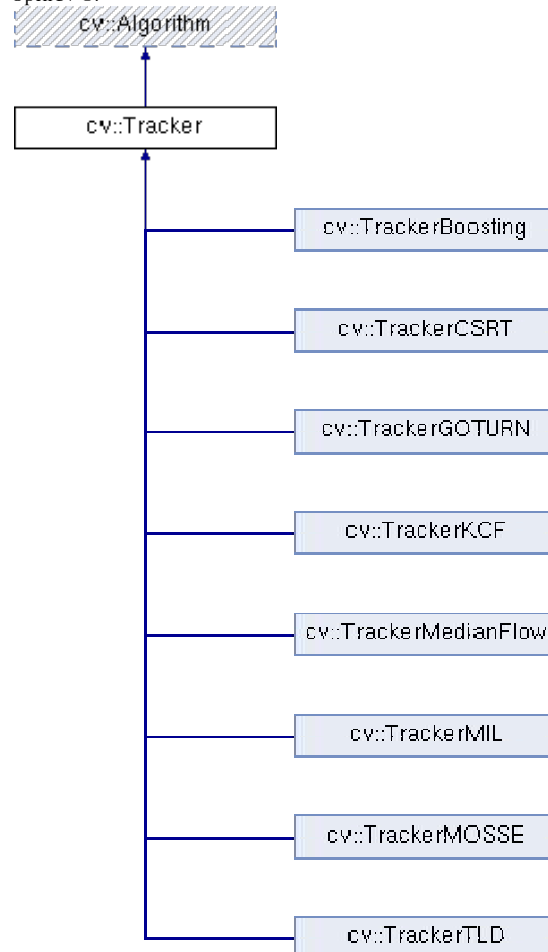 cv::Algorithm
cv::Tracker
cv::TrackerBoosting
cv::TrackerCSRT
cv::TrackerGOTURN
cv::TrackerKCF
cv::TrackerMedianFlow
cv::TrackerMIL
cv::TrackerMOSSE
cv::TrackerTLD